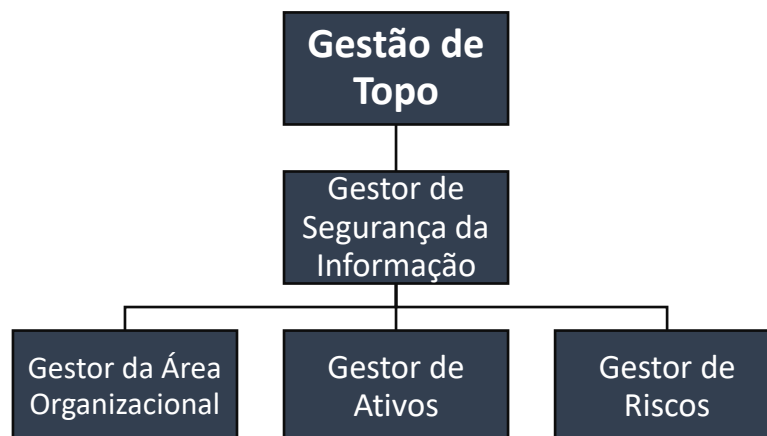 Gestão de
Topo
Gestor de
Segurança da
Informação
Gestor da Área
Organizacional
Gestor de
Ativos
Gestor de
Riscos